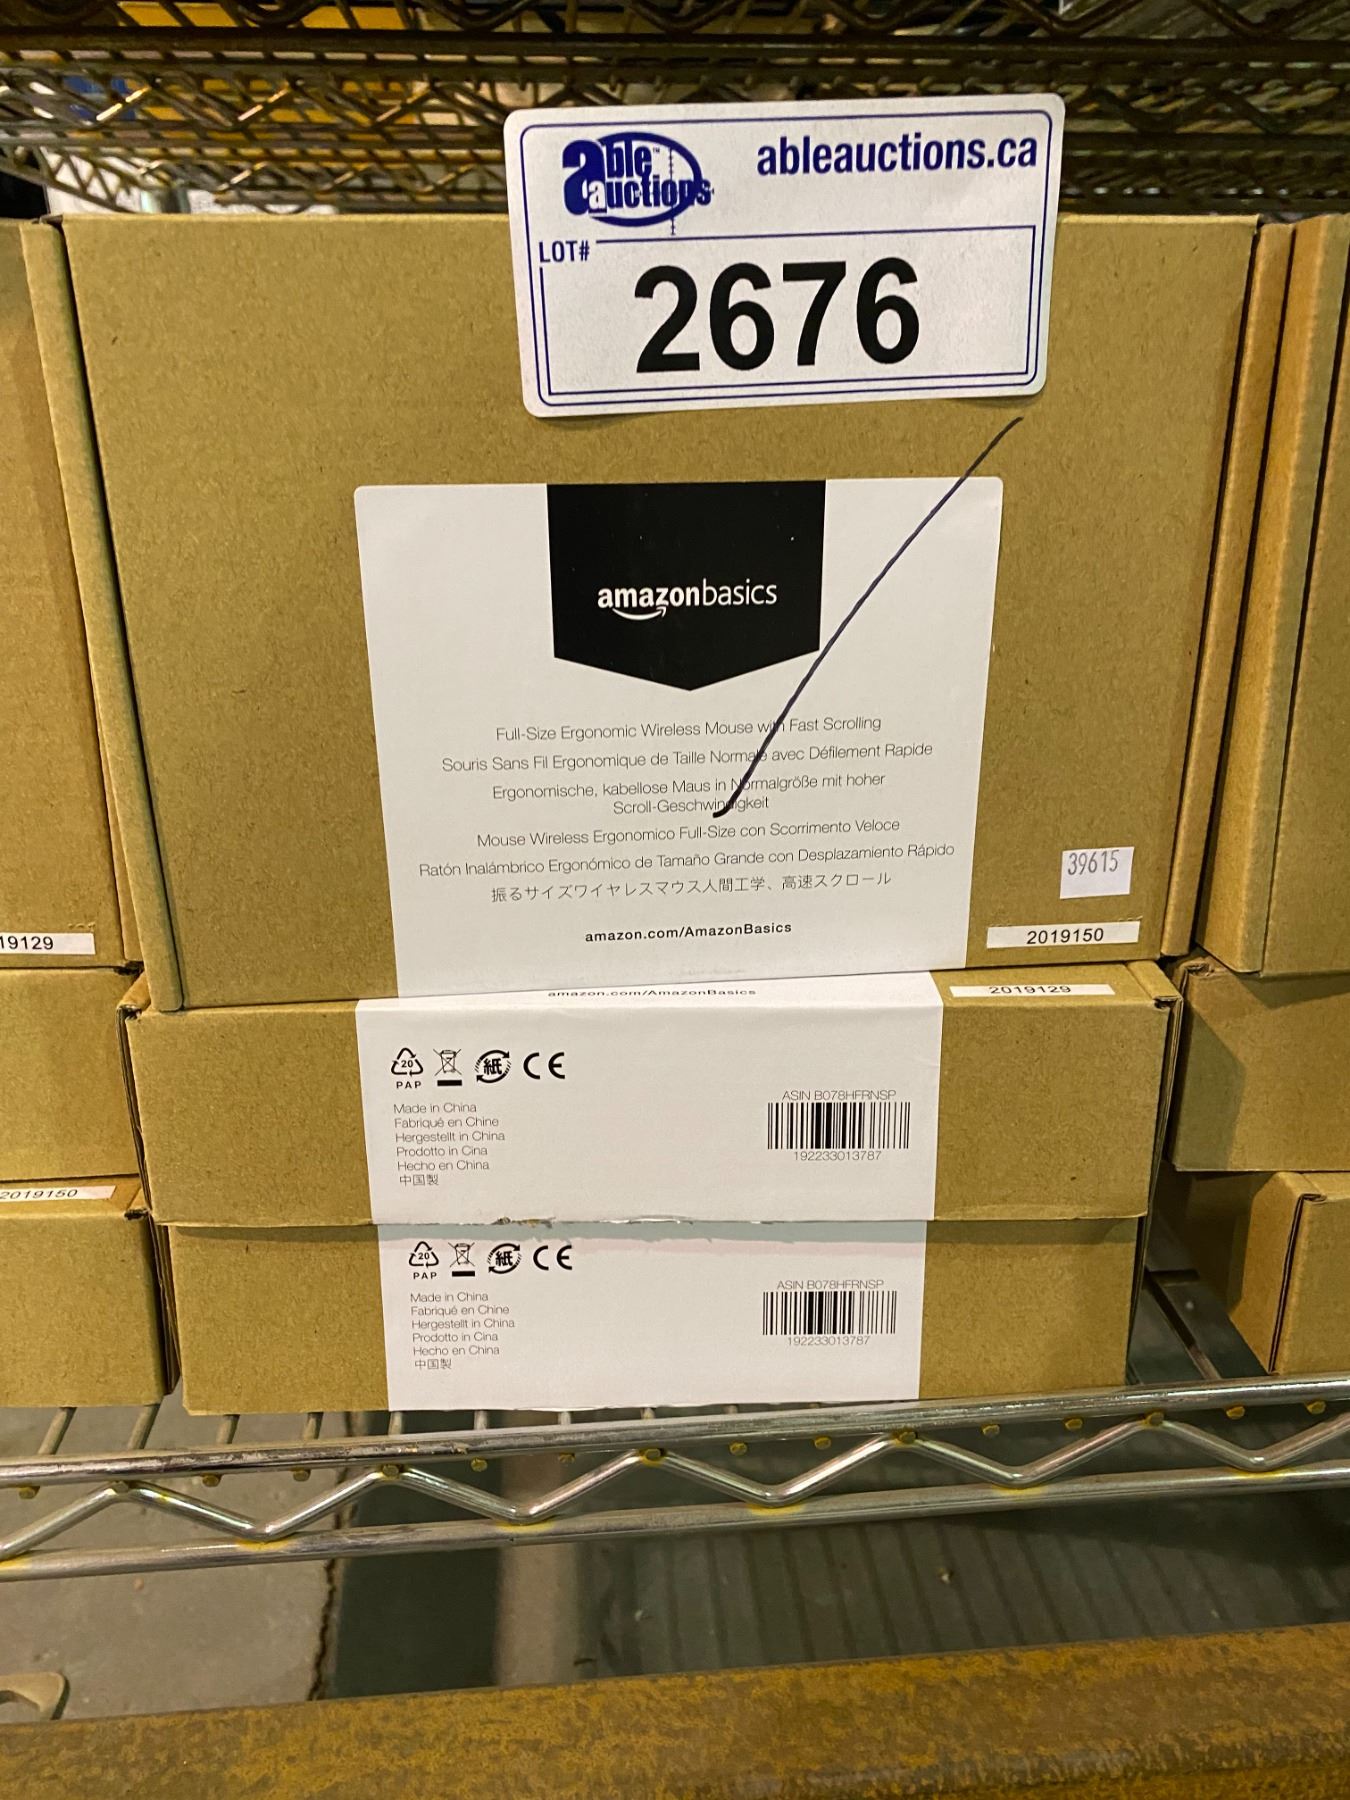 able auctions™
ableauctions.ca
LOT#
2676
amazonbasics
Full-Size Ergonomic Wireless Mouse with Fast Scrolling
Souris Sans Fil Ergonomique de Taille Normale avec Défilement Rapide
Ergonomische, kabellose Maus in Normalgröße mit hoher
Scroll-Geschwindigkeit
Mouse Wireless Ergonomico Full-Size con Scorrimento Veloce
Ratón Inalámbrico Ergonómico de Tamaño Grande con Desplazamiento Rápido
振るサイズワイヤレスマウス人間工学、高速スクロール
amazon.com/AmazonBasics
39615
2019150
19129
amazon.com/AmazonBasics
2019129
20
PAP
紙
CE
Made in China
Fabriqué en Chine
Hergestellt in China
Prodotto in Cina
Hecho en China
中国製
ASIN B078HFRNSP
192233013787
2019150
20
PAP
紙
CE
Made in China
Fabriqué en Chine
Hergestellt in China
Prodotto in Cina
Hecho en China
中国製
ASIN B078HFRNSP
192233013787